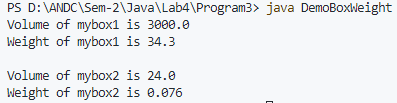 PS D:\ANDC\Sem-2\Java\Lab4\Program3> java DemoBoxWeight
Volume of mybox1 is 3000.0
Weight of mybox1 is 34.3

Volume of mybox2 is 24.0
Weight of mybox2 is 0.076